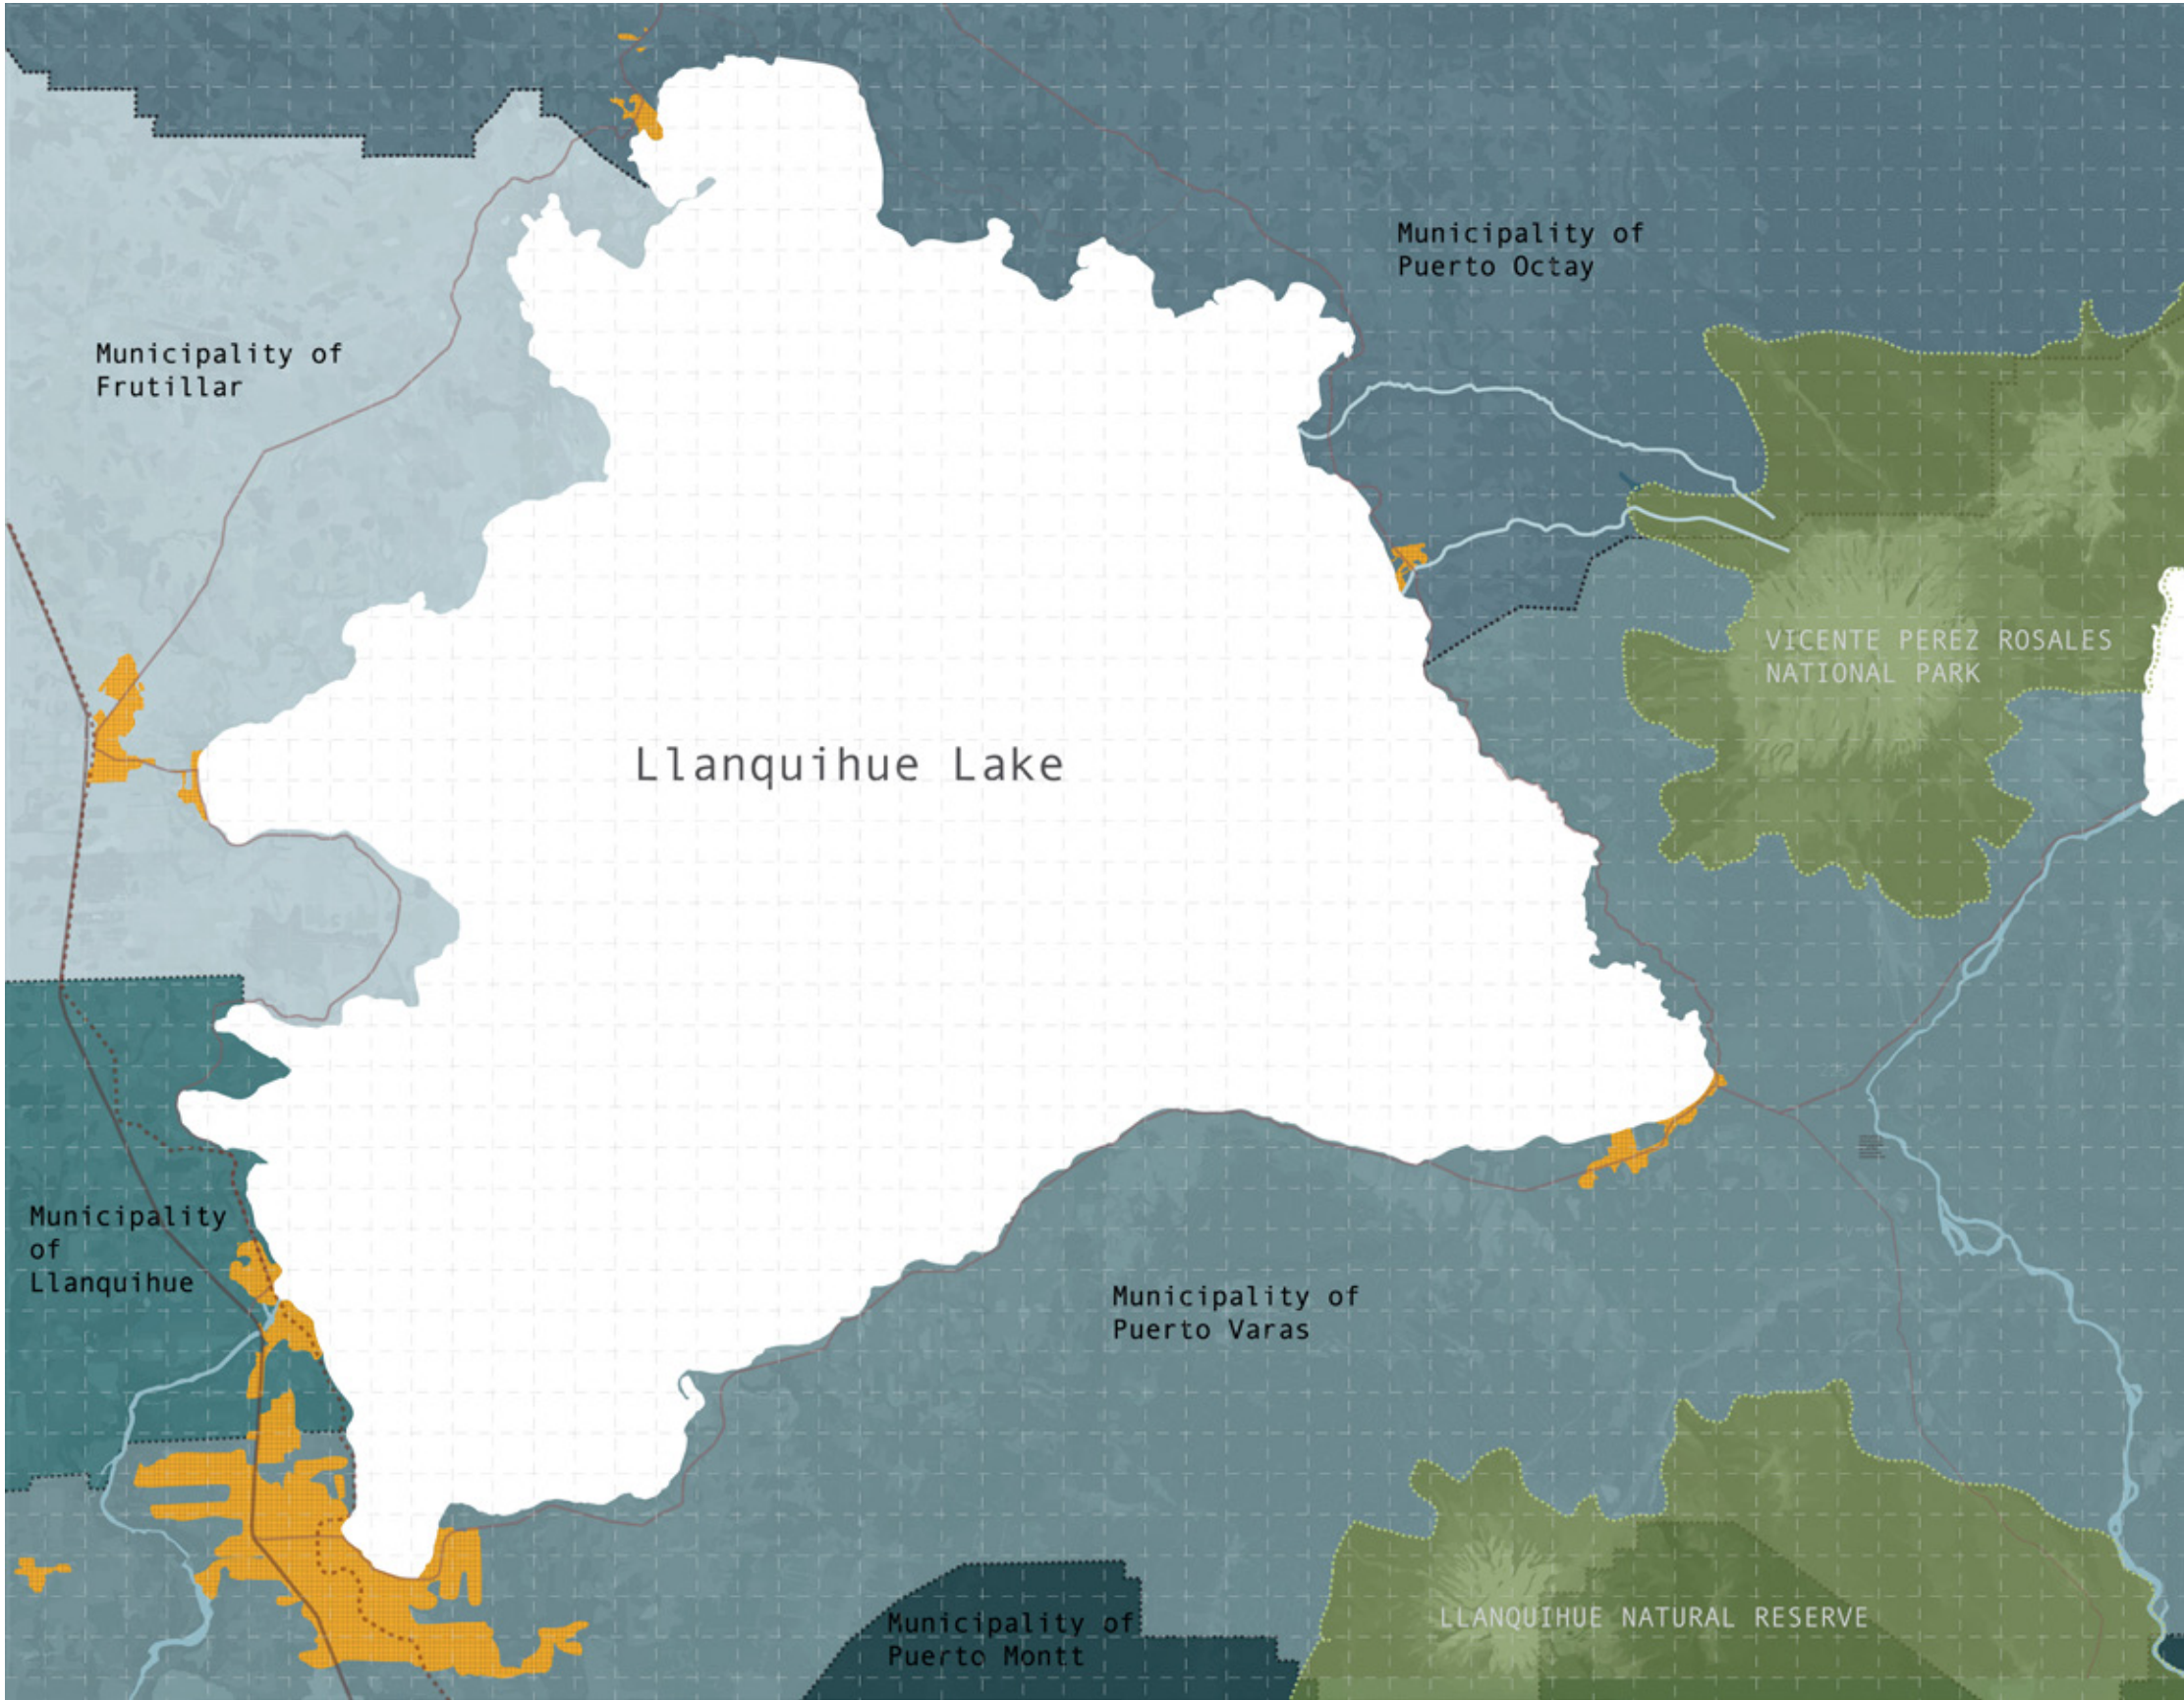 Municipality of
Puerto Octay
Municipality of
Frutillar
VICENTE PEREZ ROSALES
NATIONAL PARK
Llanquihue Lake
Municipality
of
Llanquihue
Municipality of
Puerto Varas
Municipality of
Puerto Montt
LLANQUIHUE NATURAL RESERVE